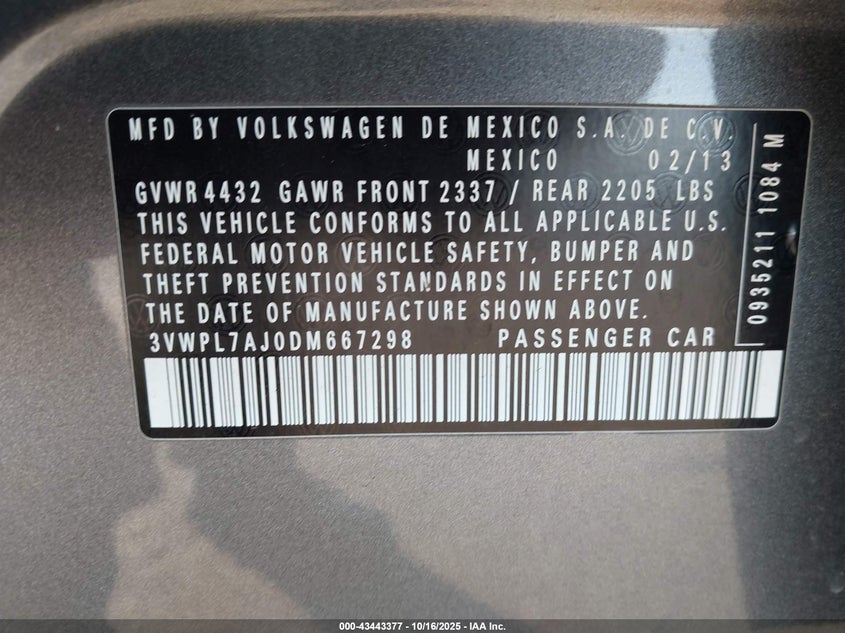 MFD BY VOLKSWAGEN DE MEXICO S.A. DE C.V.
MEXICO 02/13
GVWR 4432 GAWR FRONT 2337 / REAR 2205 LBS
THIS VEHICLE CONFORMS TO ALL APPLICABLE U.S.
FEDERAL MOTOR VEHICLE SAFETY, BUMPER AND
THEFT PREVENTION STANDARDS IN EFFECT ON
THE DATE OF MANUFACTURE SHOWN ABOVE.
3VWPL7AJ0DM667298 PASSENGER CAR
0935211 1084 M
000-43443377 - 10/16/2025 - IAA Inc.